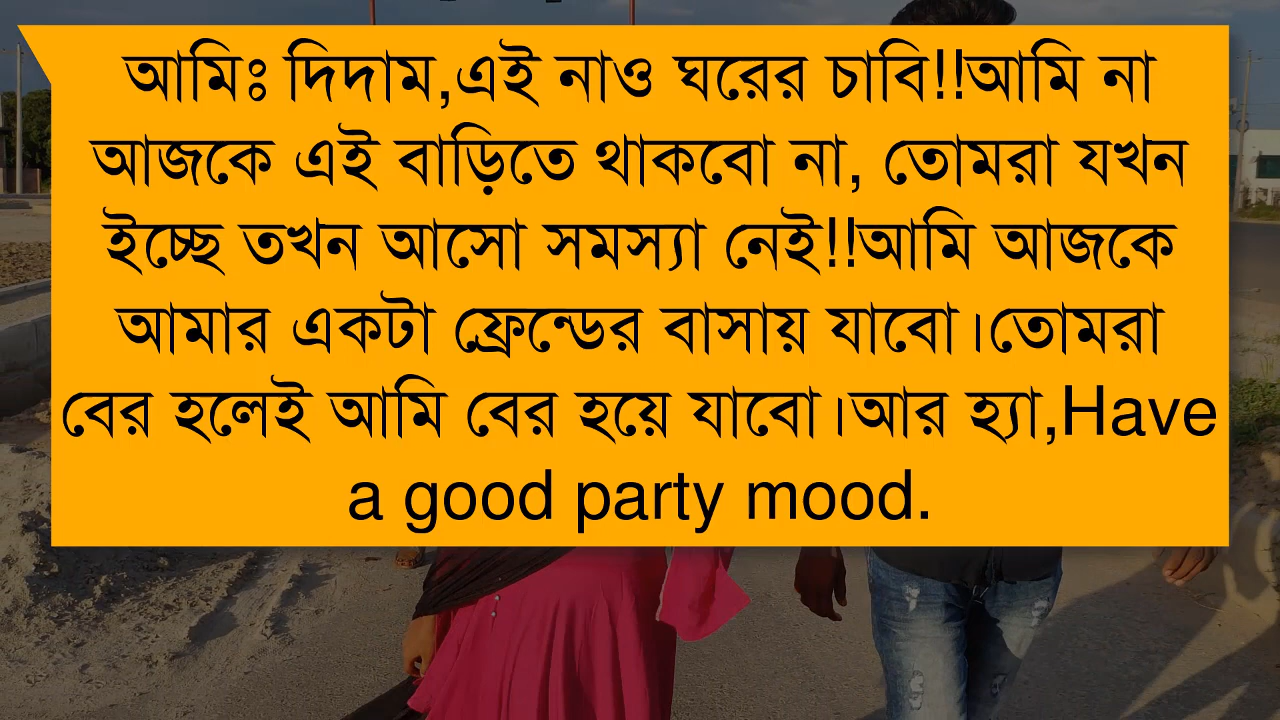 আমিঃ দিদাম,এই নাও ঘরের চাবি!!আমি না
আজকে এই বাড়িতে থাকবো না, তোমরা যখন
ইচ্ছে তখন আসো সমস্যা নেই!!আমি আজকে
আমার একটা ফ্রেন্ডের বাসায় যাবো।তোমরা
বের হলেই আমি বের হয়ে যাবো।আর হ্যা,Have
a good party mood.